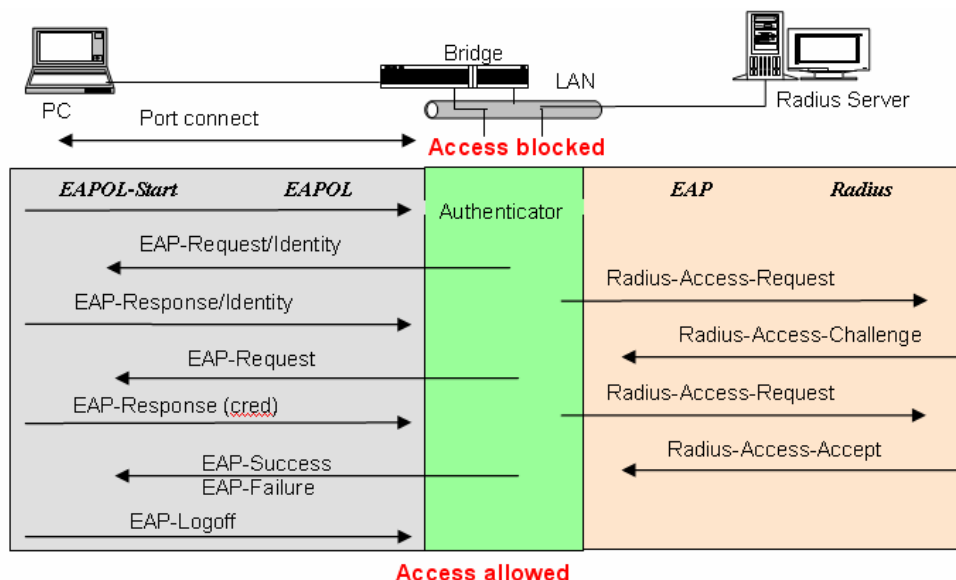 Bridge
LAN
PC
Radius Server
Port connect
Access blocked
EAPOL-Start EAPOL
EAP Radius
Authenticator
EAP-Request/Identity
Radius-Access-Request
EAP-Response/Identity
Radius-Access-Challenge
EAP-Request
Radius-Access-Request
EAP-Response (cred)
Radius-Access-Accept
EAP-Success
EAP-Failure
EAP-Logoff
Access allowed